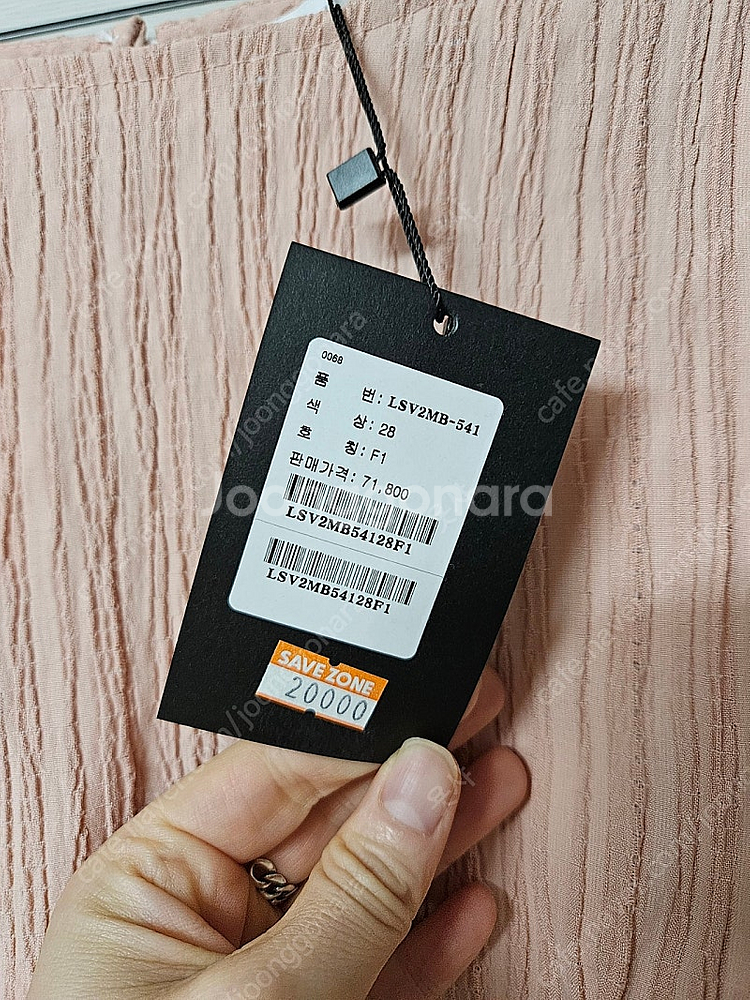 0068
품 번: LSV2MB-541
색 상: 28
호 칭: F1
판매가격: 71,800
LSV2MB54128F1
LSV2MB54128F1
SAVE ZONE
20000
Joonggonara